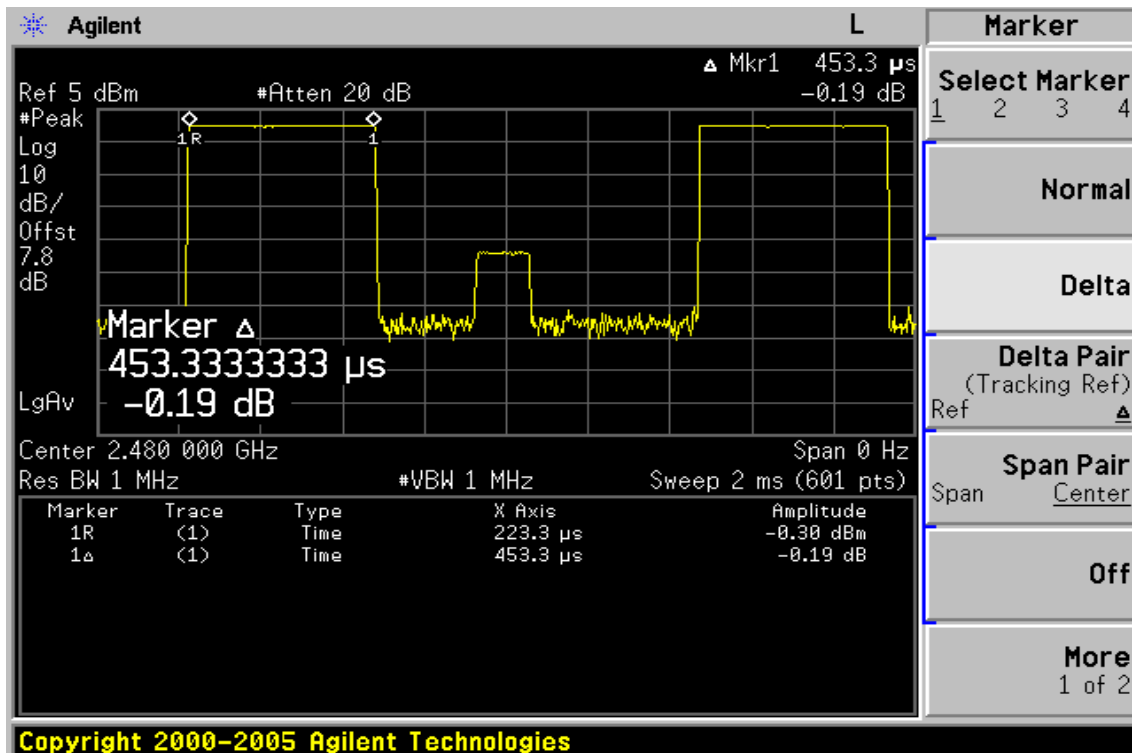 Agilent
L
Marker
Δ Mkr1 453.3 µs
Ref 5 dBm #Atten 20 dB −0.19 dB
#Peak
Log
10
dB/
Offst
7.8
dB
LgAv
1R
1
Marker Δ
453.3333333 µs
−0.19 dB
Center 2.480 000 GHz Span 0 Hz
Res BW 1 MHz #VBW 1 MHz Sweep 2 ms (601 pts)
Marker Trace Type X Axis Amplitude
1R (1) Time 223.3 µs −0.30 dBm
1Δ (1) Time 453.3 µs −0.19 dB
Select Marker
1 2 3 4
Normal
Delta
Delta Pair
(Tracking Ref)
Ref Δ
Span Pair
Span Center
Off
More
1 of 2
Copyright 2000−2005 Agilent Technologies